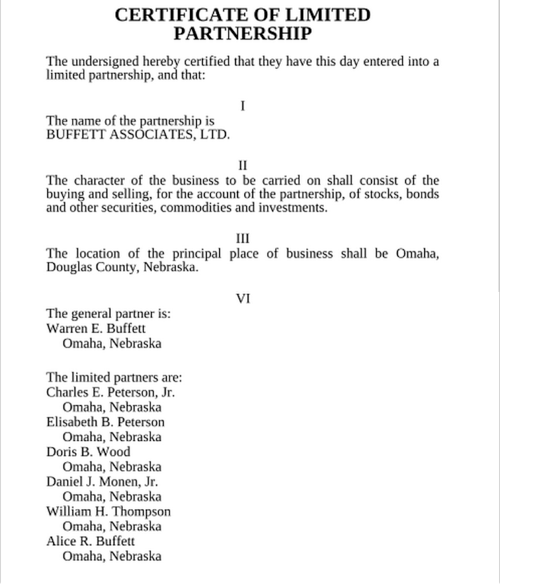 CERTIFICATE OF LIMITED
PARTNERSHIP
The undersigned hereby certified that they have this day entered into a
limited partnership, and that:
I
The name of the partnership is
BUFFETT ASSOCIATES, LTD.
II
The character of the business to be carried on shall consist of the
buying and selling, for the account of the partnership, of stocks, bonds
and other securities, commodities and investments.
III
The location of the principal place of business shall be Omaha,
Douglas County, Nebraska.
VI
The general partner is:
Warren E. Buffett
Omaha, Nebraska
The limited partners are:
Charles E. Peterson, Jr.
Omaha, Nebraska
Elisabeth B. Peterson
Omaha, Nebraska
Doris B. Wood
Omaha, Nebraska
Daniel J. Monen, Jr.
Omaha, Nebraska
William H. Thompson
Omaha, Nebraska
Alice R. Buffett
Omaha, Nebraska